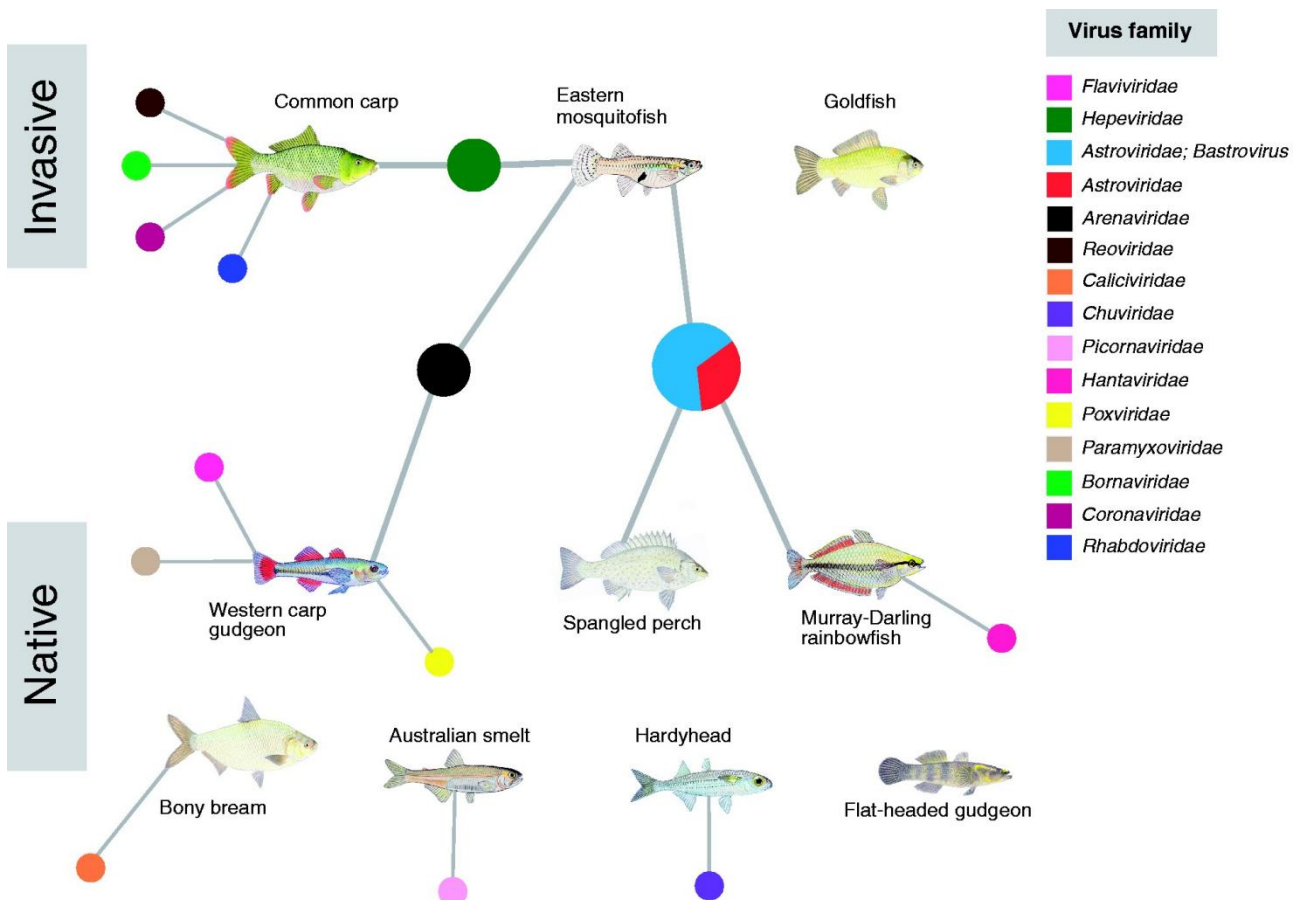 Invasive
Common carp
Eastern
mosquitofish
Goldfish
Native
Western carp
gudgeon
Spangled perch
Murray-Darling
rainbowfish
Bony bream
Australian smelt
Hardyhead
Flat-headed gudgeon
Virus family
Flaviviridae
Hepeviridae
Astroviridae; Bastrovirus
Astroviridae
Arenaviridae
Reoviridae
Caliciviridae
Chuviridae
Picornaviridae
Hantaviridae
Poxviridae
Paramyxoviridae
Bornaviridae
Coronaviridae
Rhabdoviridae